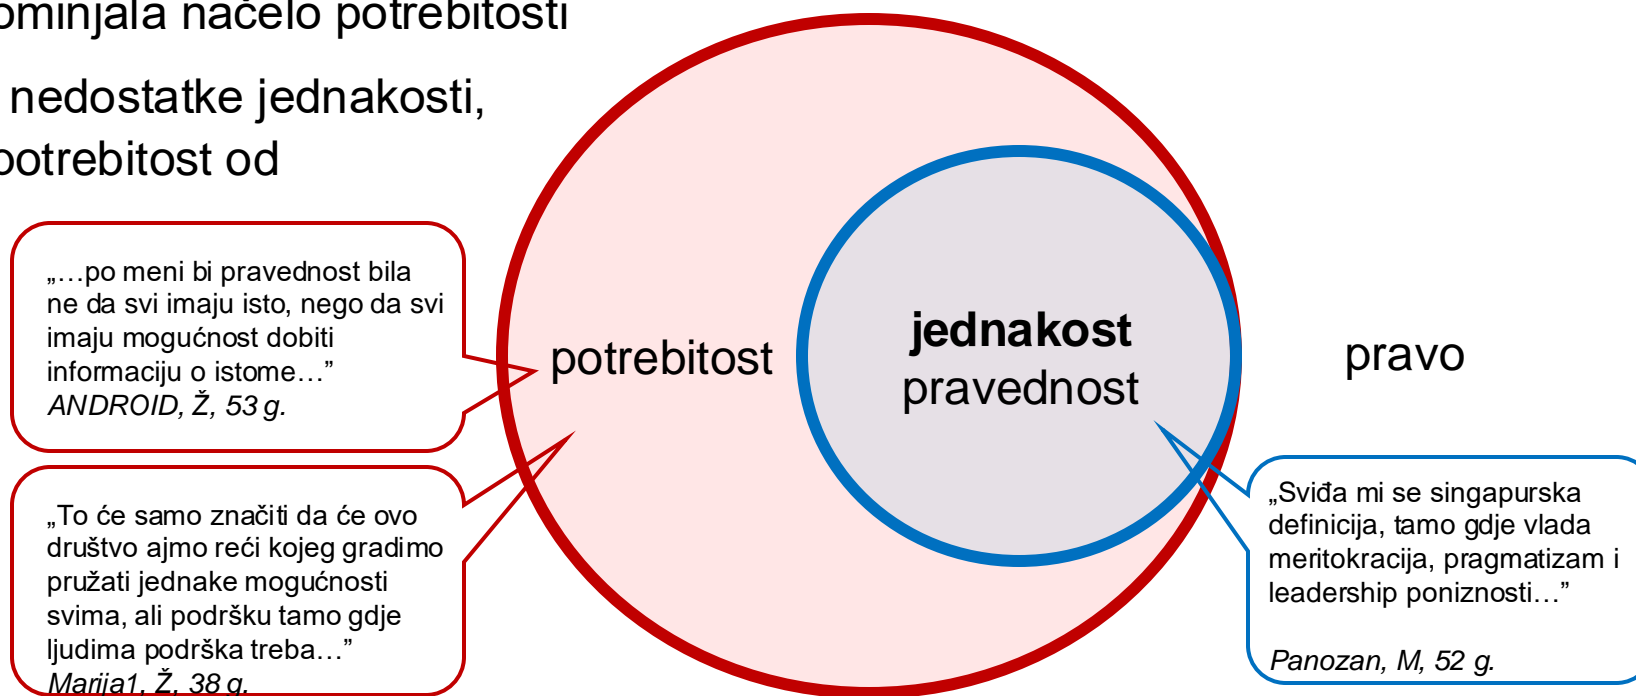 ominjala načelo potrebitosti
nedostatke jednakosti,
potrebitost od
„…po meni bi pravednost bila
ne da svi imaju isto, nego da svi
imaju mogućnost dobiti
informaciju o istome…”
ANDROID, Ž, 53 g.
„To će samo značiti da će ovo
društvo ajmo reći kojeg gradimo
pružati jednake mogućnosti
svima, ali podršku tamo gdje
ljudima podrška treba…”
Marija1, Ž, 38 g.
potrebitost
jednakost
pravednost
pravo
„Sviđa mi se singapurska
definicija, tamo gdje vlada
meritokracija, pragmatizam i
leadership poniznosti…”
Panozan, M, 52 g.